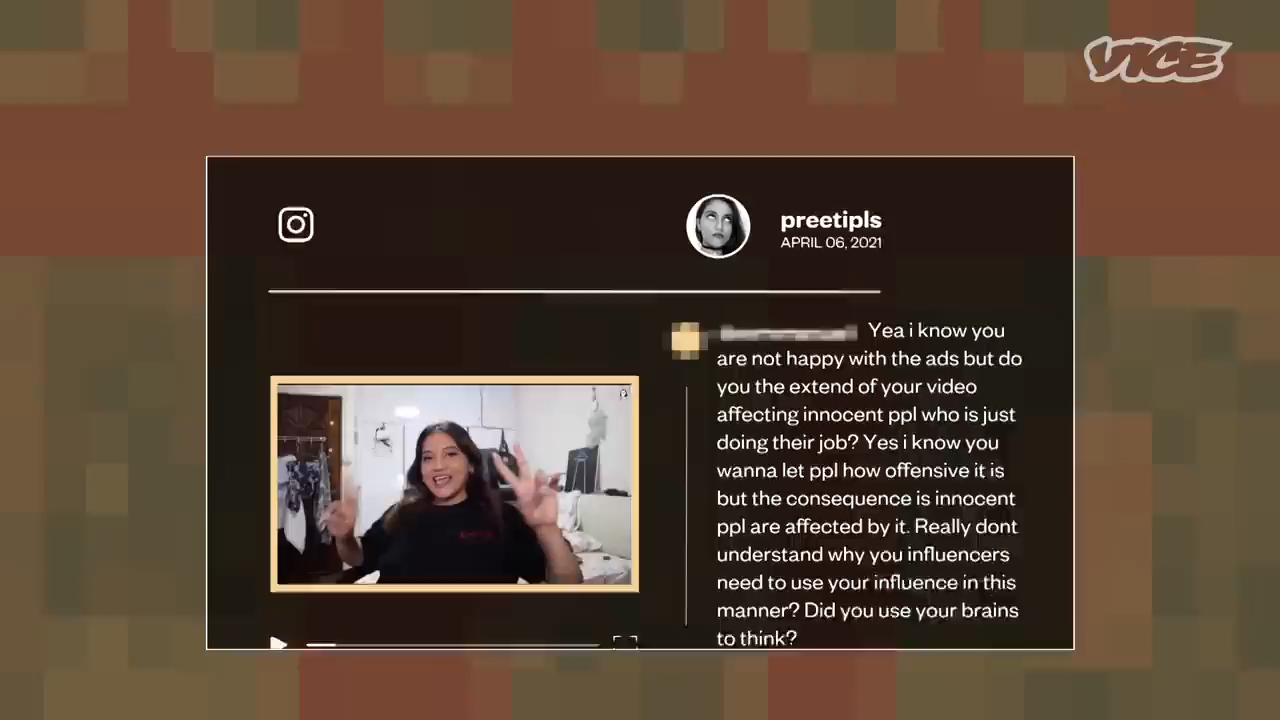 VICE
preetipls
APRIL 06, 2021
Yea i know you
are not happy with the ads but do
you the extend of your video
affecting innocent ppl who is just
doing their job? Yes i know you
wanna let ppl how offensive it is
but the consequence is innocent
ppl are affected by it. Really dont
understand why you influencers
need to use your influence in this
manner? Did you use your brains
to think?